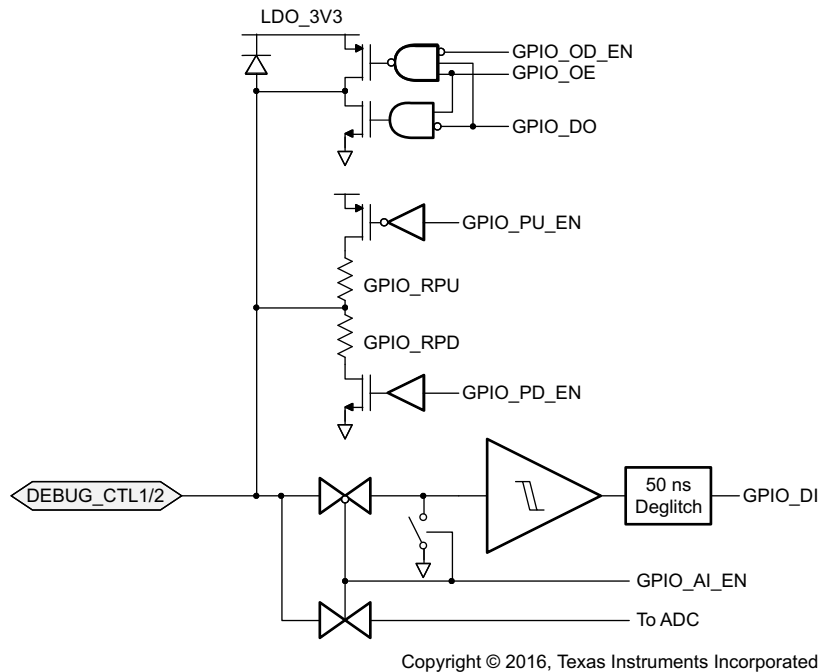 LDO_3V3
GPIO_OD_EN
GPIO_OE
GPIO_DO
GPIO_PU_EN
GPIO_RPU
GPIO_RPD
GPIO_PD_EN
DEBUG_CTL1/2
50 ns
Deglitch
GPIO_DI
GPIO_AI_EN
To ADC
Copyright © 2016, Texas Instruments Incorporated